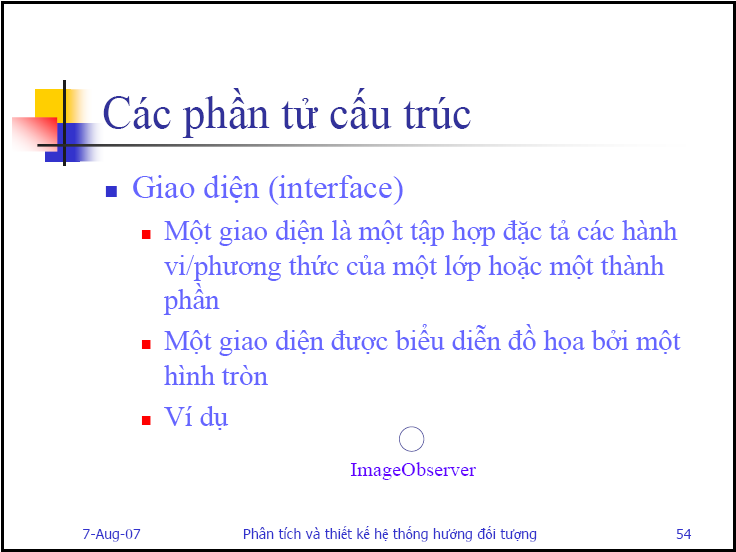 Các phần tử cấu trúc
Giao diện (interface)
Một giao diện là một tập hợp đặc tả các hành
vi/phương thức của một lớp hoặc một thành
phần
Một giao diện được biểu diễn đồ họa bởi một
hình tròn
Ví dụ
ImageObserver
7-Aug-07 Phân tích và thiết kế hệ thống hướng đối tượng 54